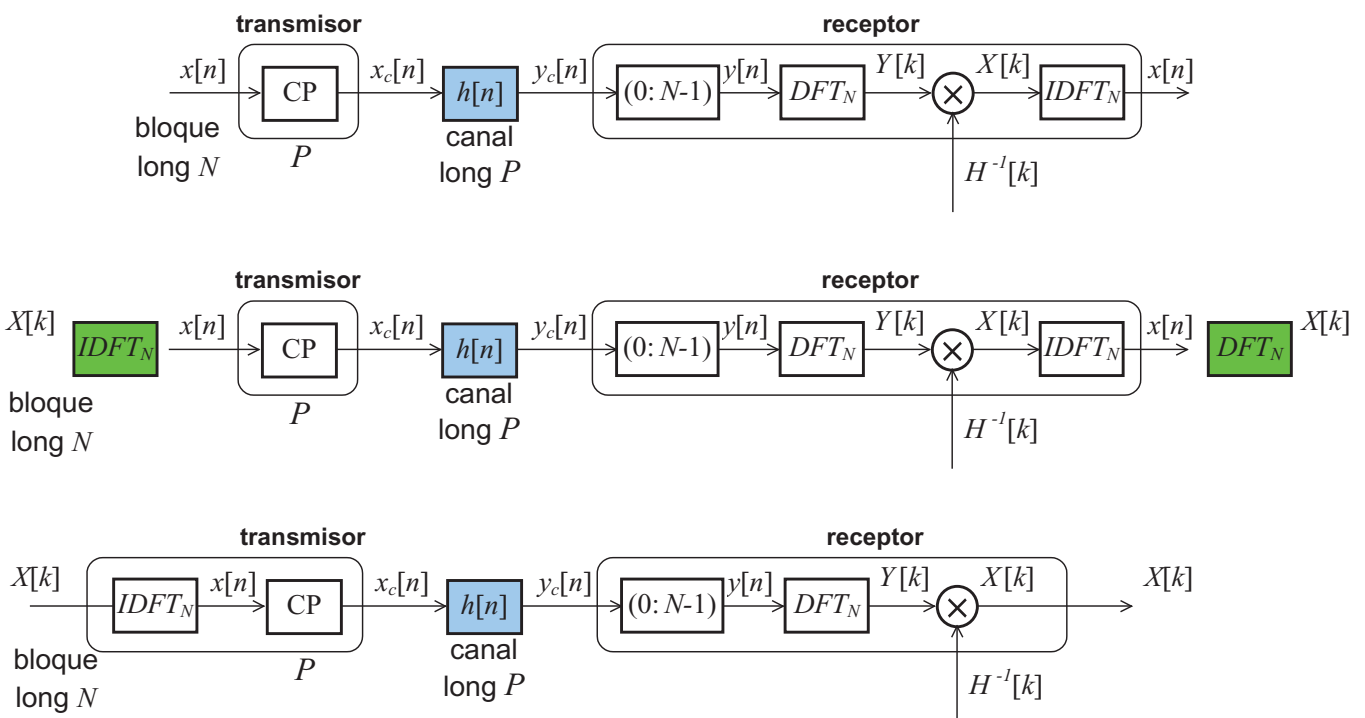 transmisor receptor
x[n] CP x_c[n] h[n] y_c[n] (0: N-1) y[n] DFT_N Y[k] × X[k] IDFT_N x[n]
bloque
long N
P
canal
long P
H^-1[k]
transmisor receptor
X[k] IDFT_N x[n] CP x_c[n] h[n] y_c[n] (0: N-1) y[n] DFT_N Y[k] × X[k] IDFT_N x[n] DFT_N X[k]
bloque
long N
P
canal
long P
H^-1[k]
transmisor receptor
X[k] IDFT_N x[n] CP x_c[n] h[n] y_c[n] (0: N-1) y[n] DFT_N Y[k] × X[k] X[k]
bloque
long N
P
canal
long P
H^-1[k]